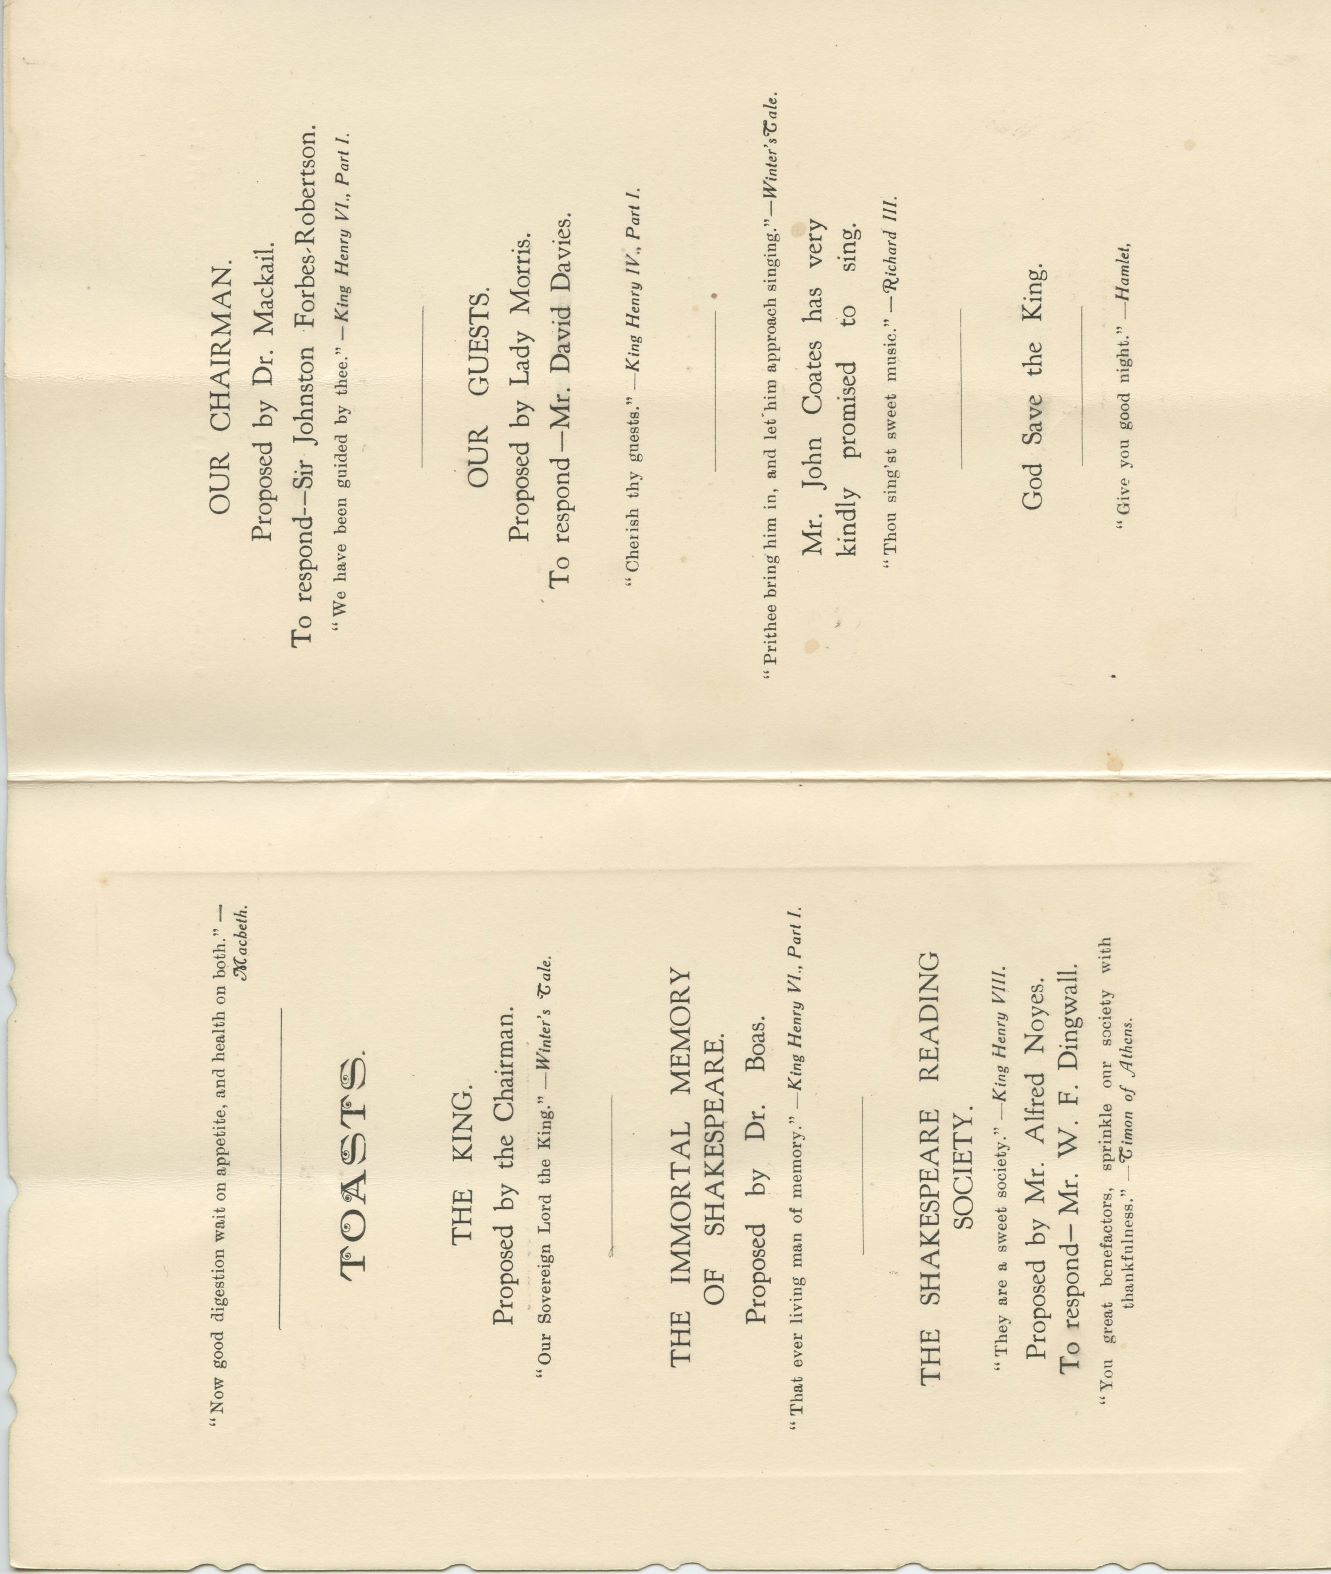 “Now good digestion wait on appetite, and health on both.” —
Macbeth.
TOASTS.
THE KING.
Proposed by the Chairman.
“Our Sovereign Lord the King.” —Winter's Tale.
THE IMMORTAL MEMORY
OF SHAKESPEARE.
Proposed by Dr. Boas.
“That ever living man of memory.” —King Henry VI., Part I.
THE SHAKESPEARE READING
SOCIETY.
“They are a sweet society.” —King Henry VIII.
Proposed by Mr. Alfred Noyes.
To respond— Mr. W. F. Dingwall.
“You great benefactors, sprinkle our society with
thankfulness.” —Timon of Athens.
OUR CHAIRMAN.
Proposed by Dr. Mackail.
To respond--Sir Johnston Forbes-Robertson.
“We have been guided by thee.” —King Henry VI., Part I.
OUR GUESTS.
Proposed by Lady Morris.
To respond—Mr. David Davies.
“Cherish thy guests.” —King Henry IV., Part I.
“Prithee bring him in, and let him approach singing.”—Winter's Tale.
Mr. John Coates has very
kindly promised to sing.
“Thou sing'st sweet music.” —Richard III.
God Save the King.
“Give you good night.” —Hamlet,